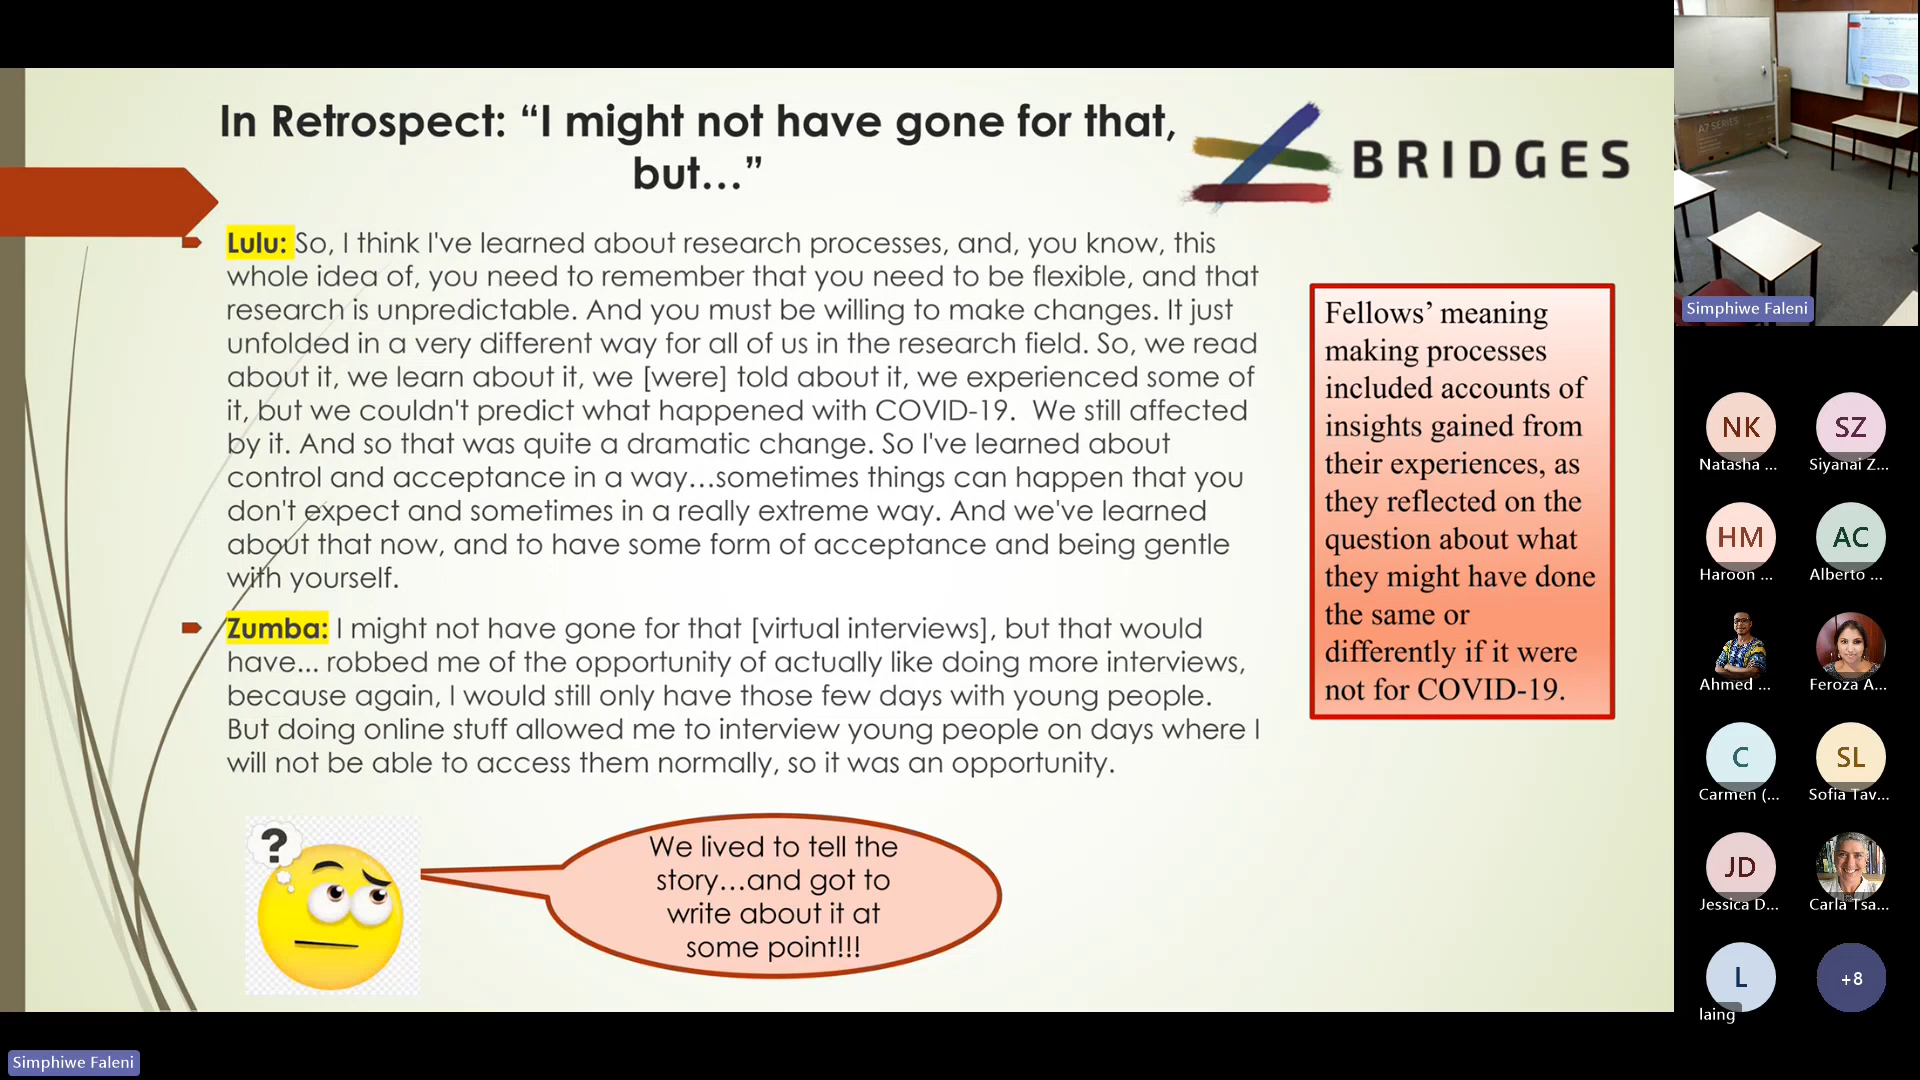 In Retrospect: “I might not have gone for that,
but…”
BRIDGES
Lulu: So, I think I've learned about research processes, and, you know, this
whole idea of, you need to remember that you need to be flexible, and that
research is unpredictable. And you must be willing to make changes. It just
unfolded in a very different way for all of us in the research field. So, we read
about it, we learn about it, we [were] told about it, we experienced some of
it, but we couldn't predict what happened with COVID-19.  We still affected
by it. And so that was quite a dramatic change. So I've learned about
control and acceptance in a way…sometimes things can happen that you
don't expect and sometimes in a really extreme way. And we've learned
about that now, and to have some form of acceptance and being gentle
with yourself.
Zumba: I might not have gone for that [virtual interviews], but that would
have... robbed me of the opportunity of actually like doing more interviews,
because again, I would still only have those few days with young people.
But doing online stuff allowed me to interview young people on days where I
will not be able to access them normally, so it was an opportunity.
Fellows’ meaning
making processes
included accounts of
insights gained from
their experiences, as
they reflected on the
question about what
they might have done
the same or
differently if it were
not for COVID-19.
?
We lived to tell the
story…and got to
write about it at
some point!!!
Simphiwe Faleni
A7 SERIES
Simphiwe Faleni
NK
Natasha ...
SZ
Siyanai Z...
HM
Haroon ...
AC
Alberto ...
Ahmed ...
Feroza A...
C
Carmen (...
SL
Sofia Tav...
JD
Jessica D...
Carla Tsa...
L
laing
+8